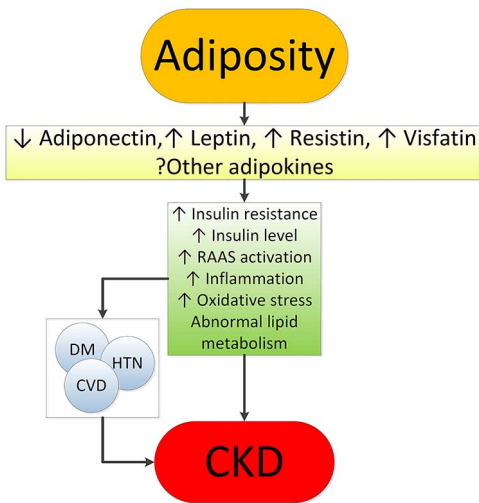 Adiposity
↓ Adiponectin,↑ Leptin, ↑ Resistin, ↑ Visfatin
?Other adipokines
↑ Insulin resistance
↑ Insulin level
↑ RAAS activation
↑ Inflammation
↑ Oxidative stress
Abnormal lipid
metabolism
DM
HTN
CVD
CKD